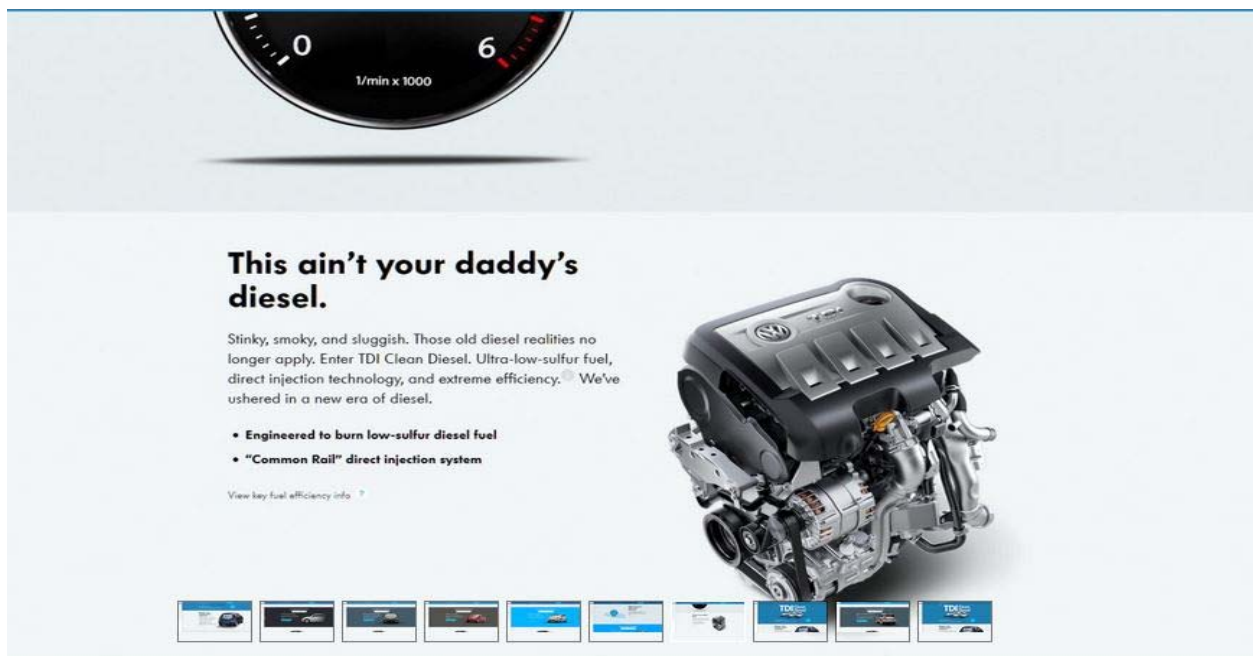 0 6
1/min x 1000
This ain't your daddy's
diesel.
Stinky, smoky, and sluggish. Those old diesel realities no
longer apply. Enter TDI Clean Diesel. Ultra-low-sulfur fuel,
direct injection technology, and extreme efficiency. We've
ushered in a new era of diesel.
• Engineered to burn low-sulfur diesel fuel
• "Common Rail" direct injection system
View key fuel efficiency info ?
TDI
TDI
TDI